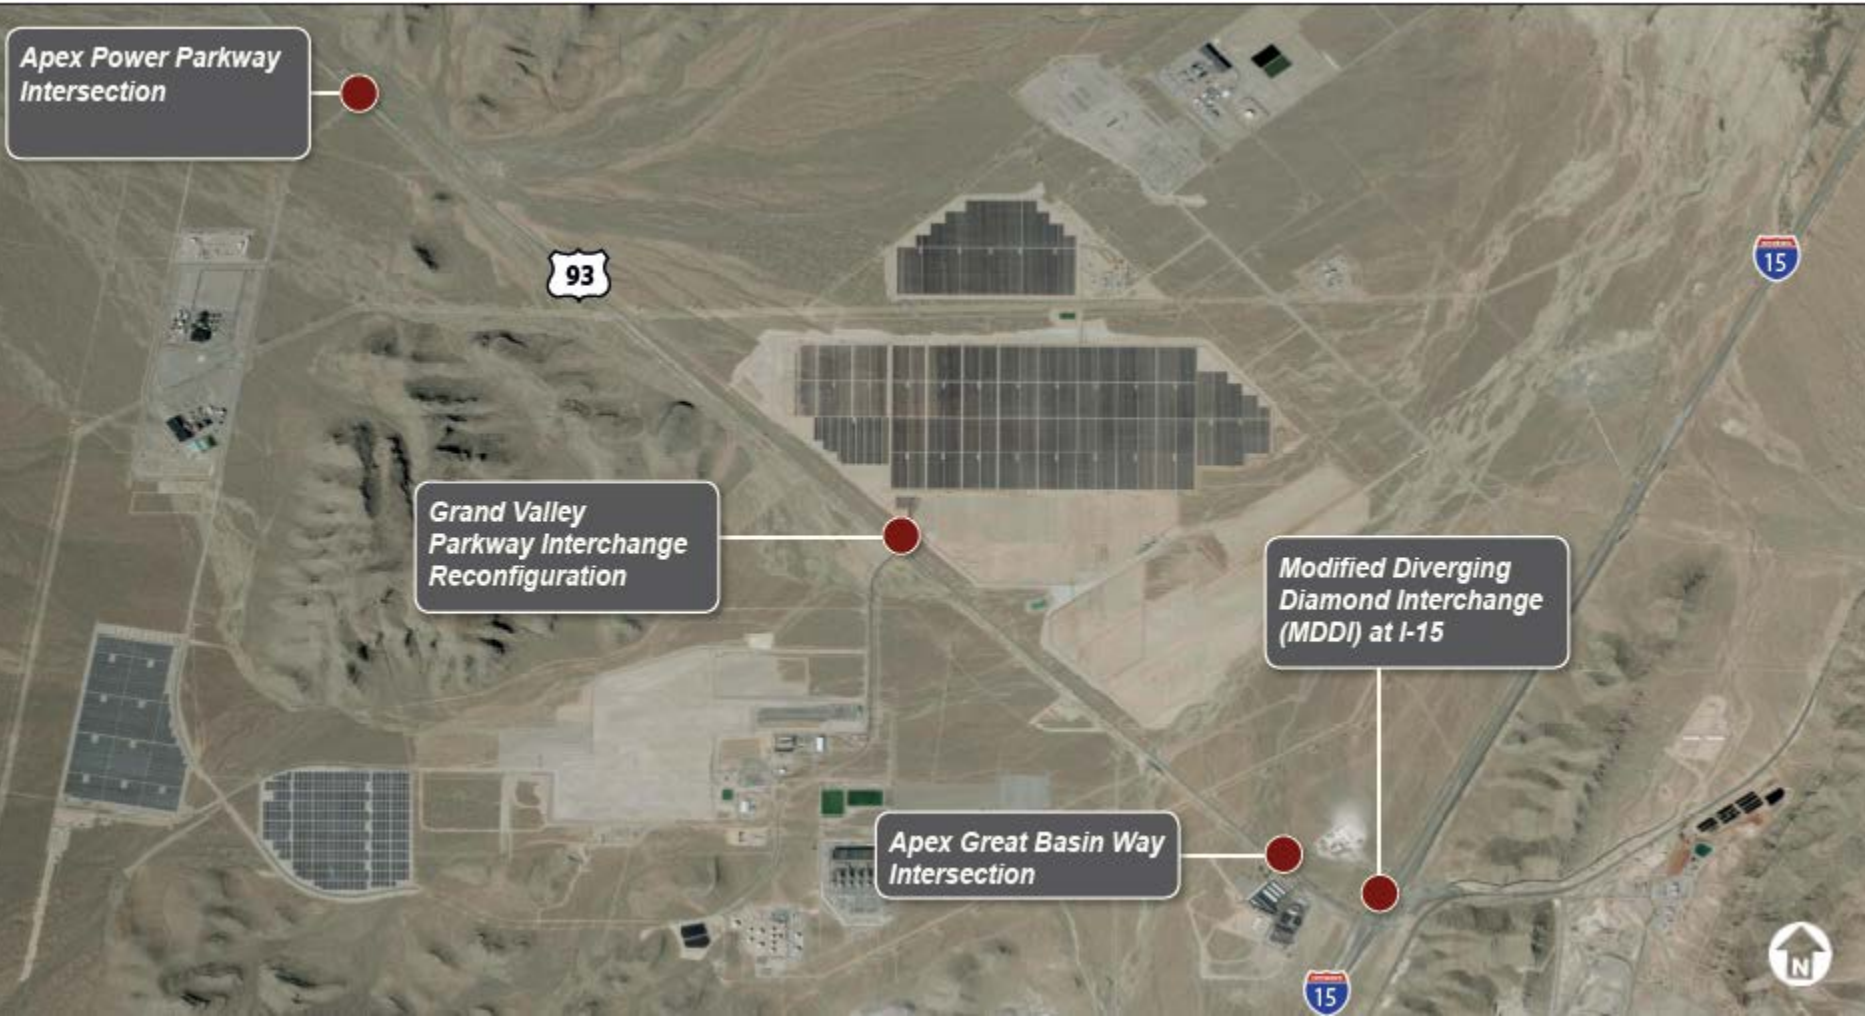 Apex Power Parkway
Intersection
93
15
Grand Valley
Parkway Interchange
Reconfiguration
Modified Diverging
Diamond Interchange
(MDDI) at I-15
Apex Great Basin Way
Intersection
N
15